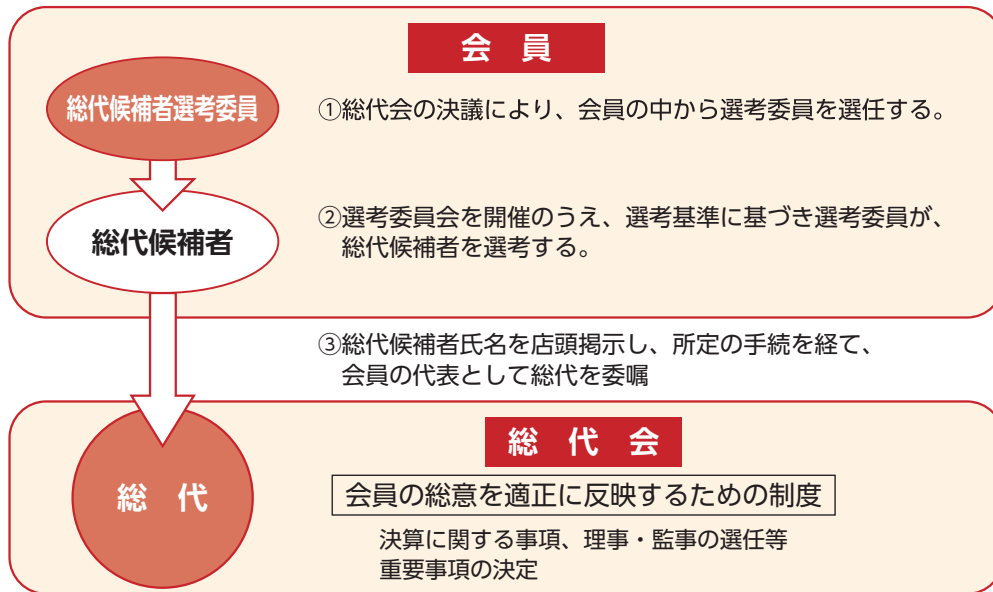 会 員
総代候補者選考委員
①総代会の決議により、会員の中から選考委員を選任する。
総代候補者
②選考委員会を開催のうえ、選考基準に基づき選考委員が、
総代候補者を選考する。
③総代候補者氏名を店頭掲示し、所定の手続を経て、
会員の代表として総代を委嘱
総 代 会
総 代
会員の総意を適正に反映するための制度
決算に関する事項、理事・監事の選任等
重要事項の決定